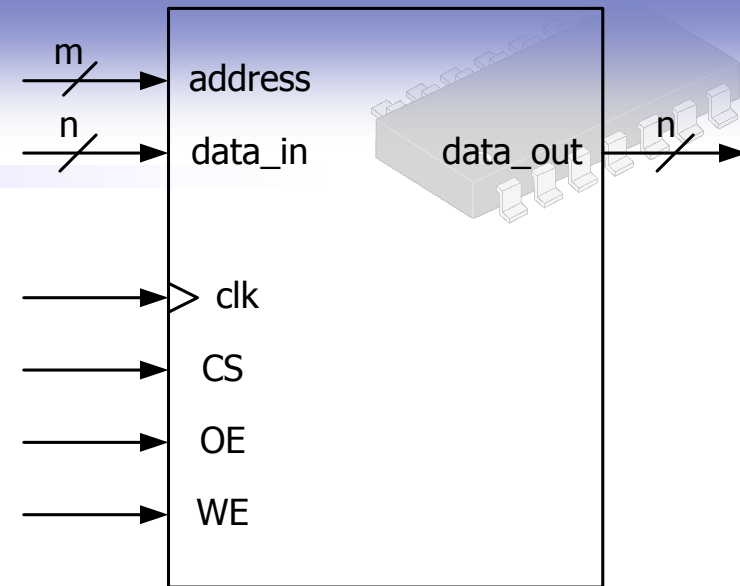 m
address
n
data_in
data_out
n
clk
CS
OE
WE